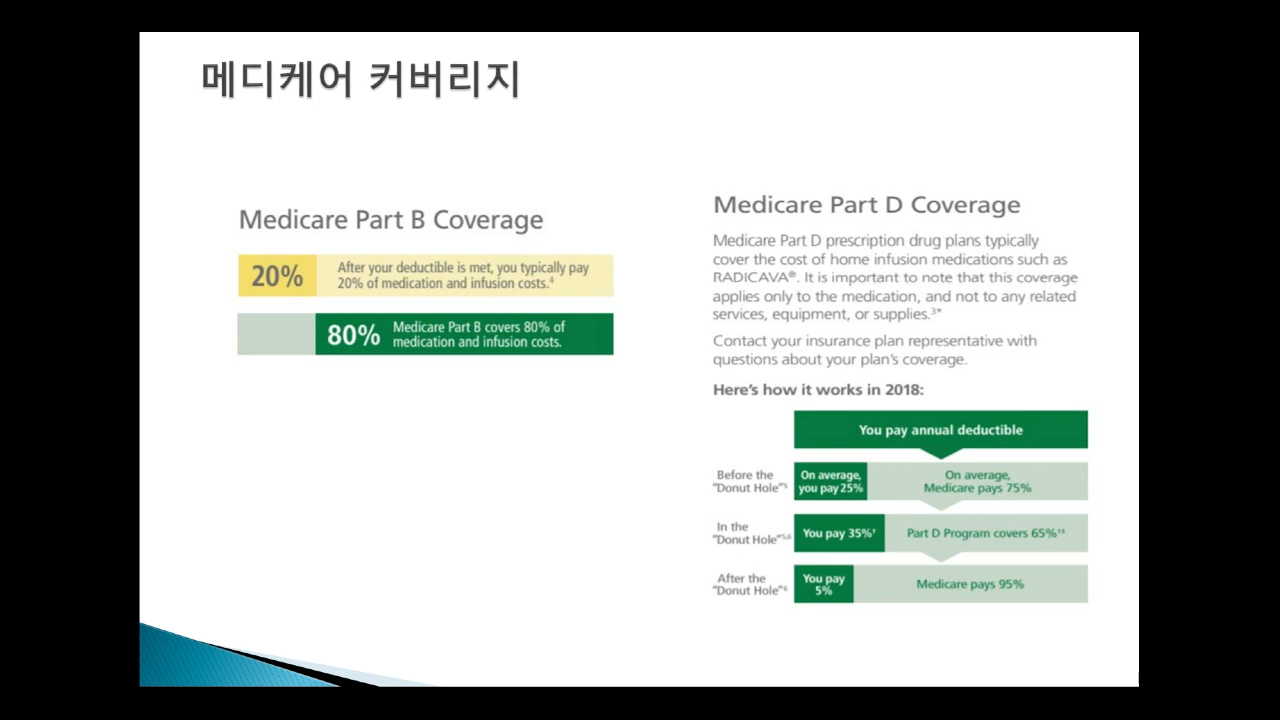 메디케어 커버리지
Medicare Part B Coverage
20%
After your deductible is met, you typically pay
20% of medication and infusion costs.⁴
80%
Medicare Part B covers 80% of
medication and infusion costs.
Medicare Part D Coverage
Medicare Part D prescription drug plans typically
cover the cost of home infusion medications such as
RADICAVA®. It is important to note that this coverage
applies only to the medication, and not to any related
services, equipment, or supplies.³*
Contact your insurance plan representative with
questions about your plan's coverage.
Here's how it works in 2018:
You pay annual deductible
Before the
"Donut Hole"⁵
On average,
you pay 25%
On average,
Medicare pays 75%
In the
"Donut Hole"⁵,⁶
You pay 35%†
Part D Program covers 65%†*
After the
"Donut Hole"⁶
You pay
5%
Medicare pays 95%